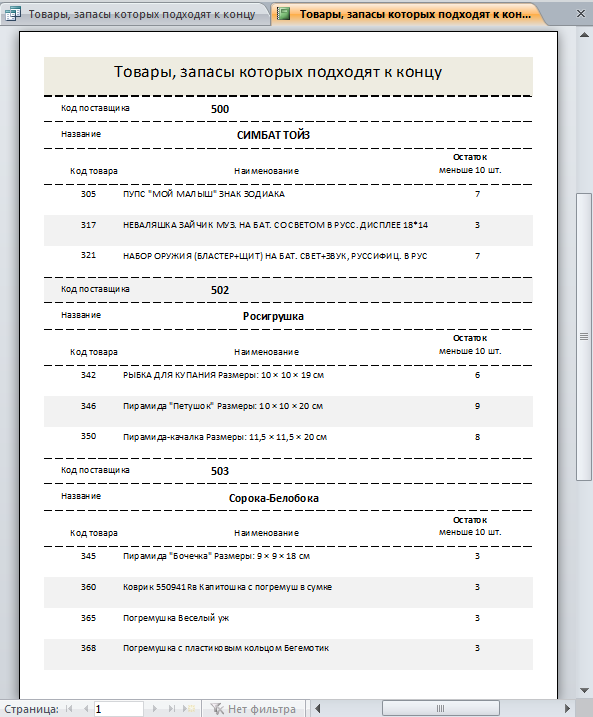 Товары, запасы которых подходят к концу
Товары, запасы которых подходят к кон...
Товары, запасы которых подходят к концу
Код поставщика 500
Название СИМБАТ ТОЙЗ
Остаток
Код товара Наименование меньше 10 шт.
305 ПУПС "МОЙ МАЛЫШ" ЗНАК ЗОДИАКА 7
317 НЕВАЛЯШКА ЗАЙЧИК МУЗ. НА БАТ. СО СВЕТОМ В РУСС. ДИСПЛЕЕ 18*14 3
321 НАБОР ОРУЖИЯ (БЛАСТЕР+ЩИТ) НА БАТ. СВЕТ+ЗВУК, РУССИФИЦ. В РУС 7
Код поставщика 502
Название Росигрушка
Остаток
Код товара Наименование меньше 10 шт.
342 РЫБКА ДЛЯ КУПАНИЯ Размеры: 10 × 10 × 19 см 6
346 Пирамида "Петушок" Размеры: 10 × 10 × 20 см 9
350 Пирамида-качалка Размеры: 11,5 × 11,5 × 20 см 8
Код поставщика 503
Название Сорока-Белобока
Остаток
Код товара Наименование меньше 10 шт.
345 Пирамида "Бочечка" Размеры: 9 × 9 × 18 см 3
360 Коврик 550941Rв Капитошка с погремуш в сумке 3
365 Погремушка Веселый уж 3
368 Погремушка с пластиковым кольцом Бегемотик 3
Страница: 1 Нет фильтра